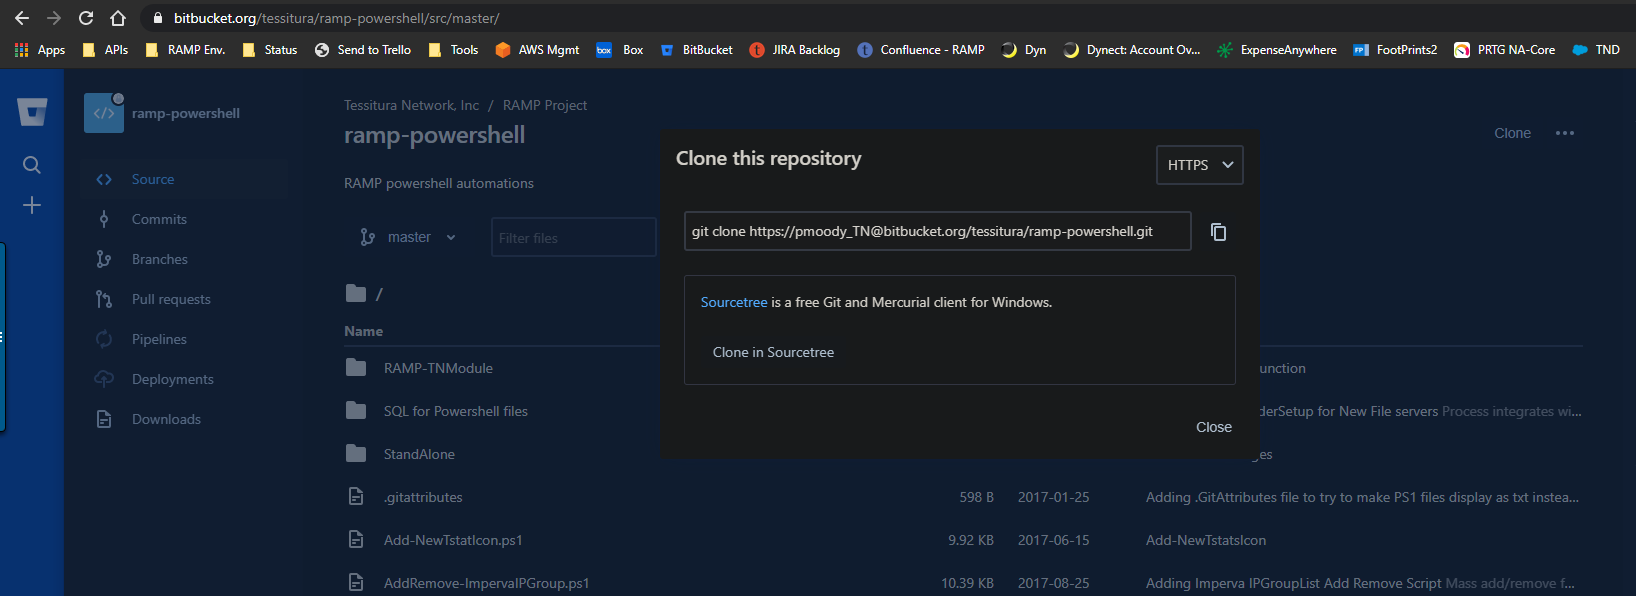 bitbucket.org/tessitura/ramp-powershell/src/master/
Apps APIs RAMP Env. Status Send to Trello Tools AWS Mgmt box Box BitBucket t JIRA Backlog t Confluence - RAMP Dyn Dynect: Account Ov... ExpenseAnywhere FP FootPrints2 PRTG NA-Core TND
</> ramp-powershell
Source
Commits
Branches
Pull requests
Pipelines
Deployments
Downloads
Tessitura Network, Inc / RAMP Project
ramp-powershell
Clone •••
RAMP powershell automations
master Filter files
/
Name
RAMP-TNModule unction
SQL for Powershell files derSetup for New File servers Process integrates wi...
StandAlone ges
.gitattributes 598 B 2017-01-25 Adding .GitAttributes file to try to make PS1 files display as txt instea...
Add-NewTstatIcon.ps1 9.92 KB 2017-06-15 Add-NewTstatsIcon
AddRemove-ImpervaIPGroup.ps1 10.39 KB 2017-08-25 Adding Imperva IPGroupList Add Remove Script Mass add/remove f...
Clone this repository
HTTPS
git clone https://pmoody_TN@bitbucket.org/tessitura/ramp-powershell.git
Sourcetree is a free Git and Mercurial client for Windows.
Clone in Sourcetree
Close